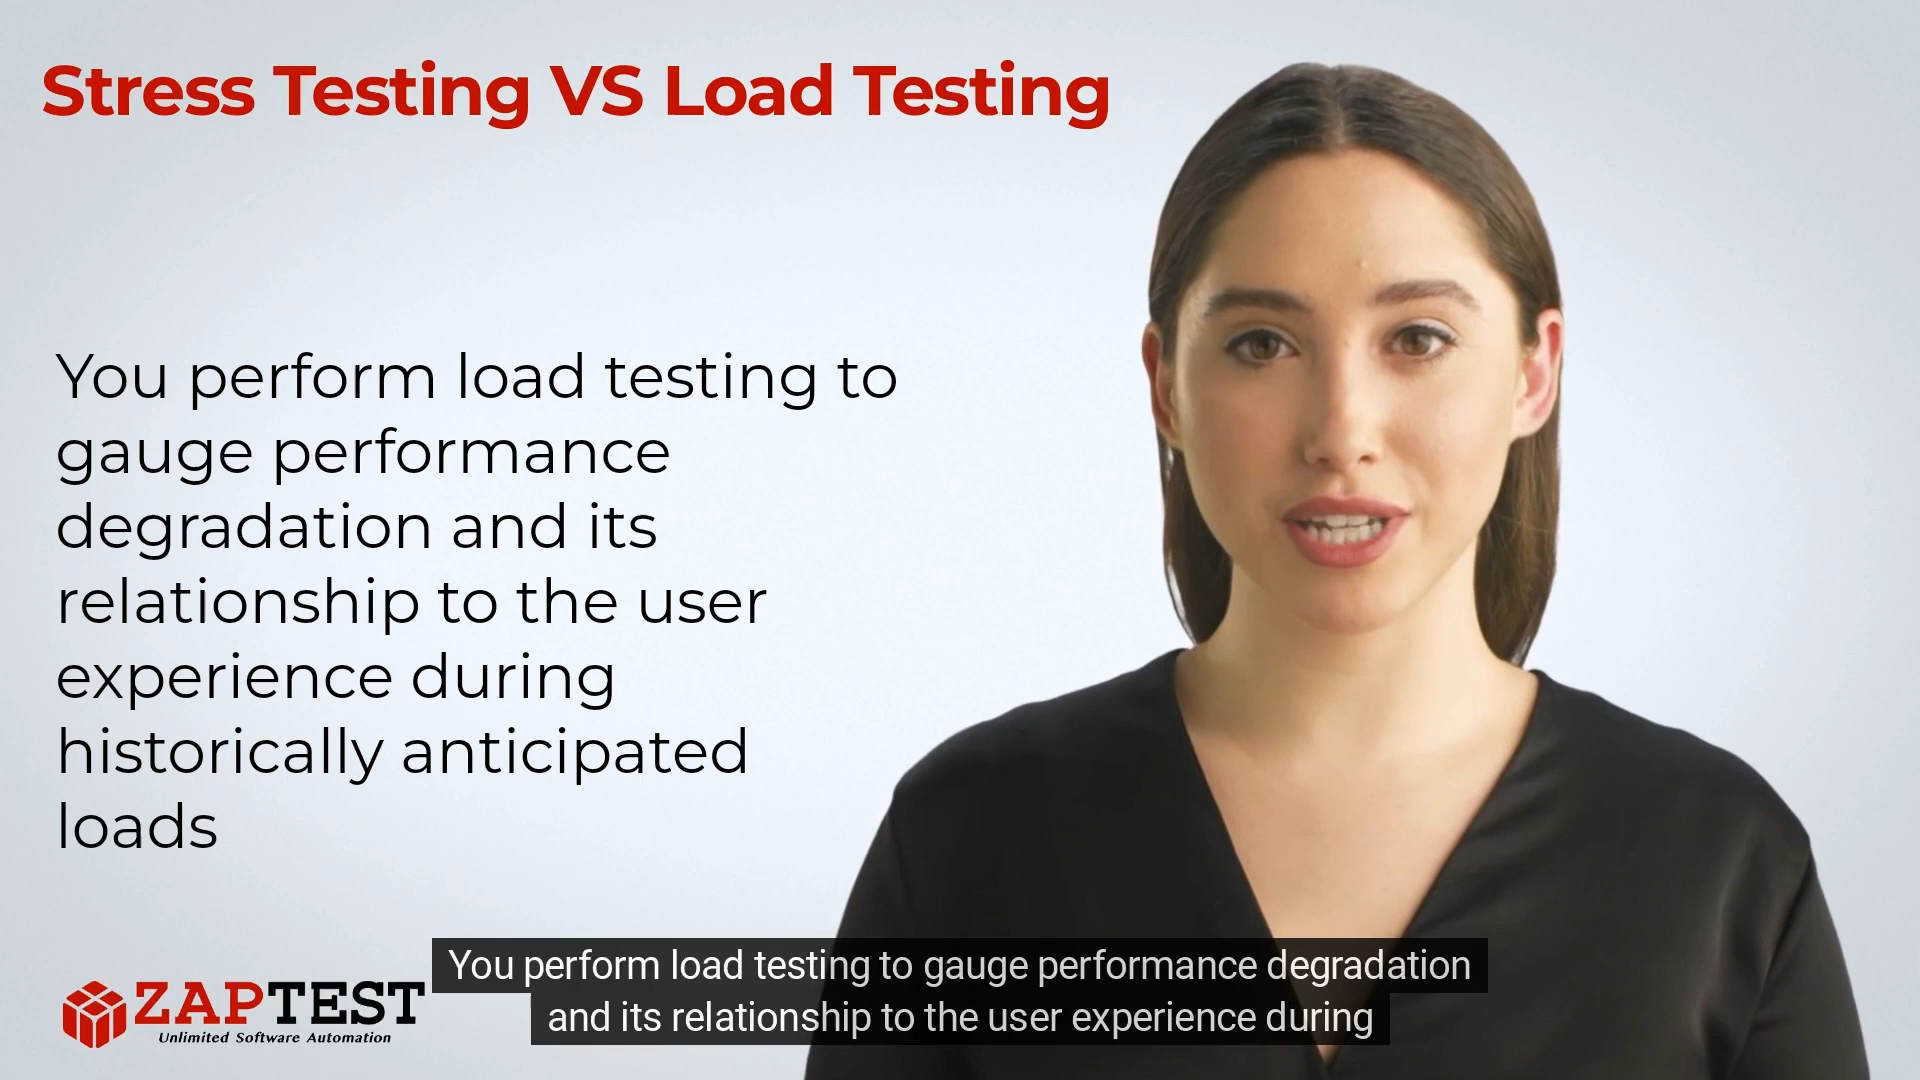 Stress Testing VS Load Testing
You perform load testing to
gauge performance
degradation and its
relationship to the user
experience during
historically anticipated
loads
ZAPTEST
Unlimited Software Automation
You perform load testing to gauge performance degradation
and its relationship to the user experience during